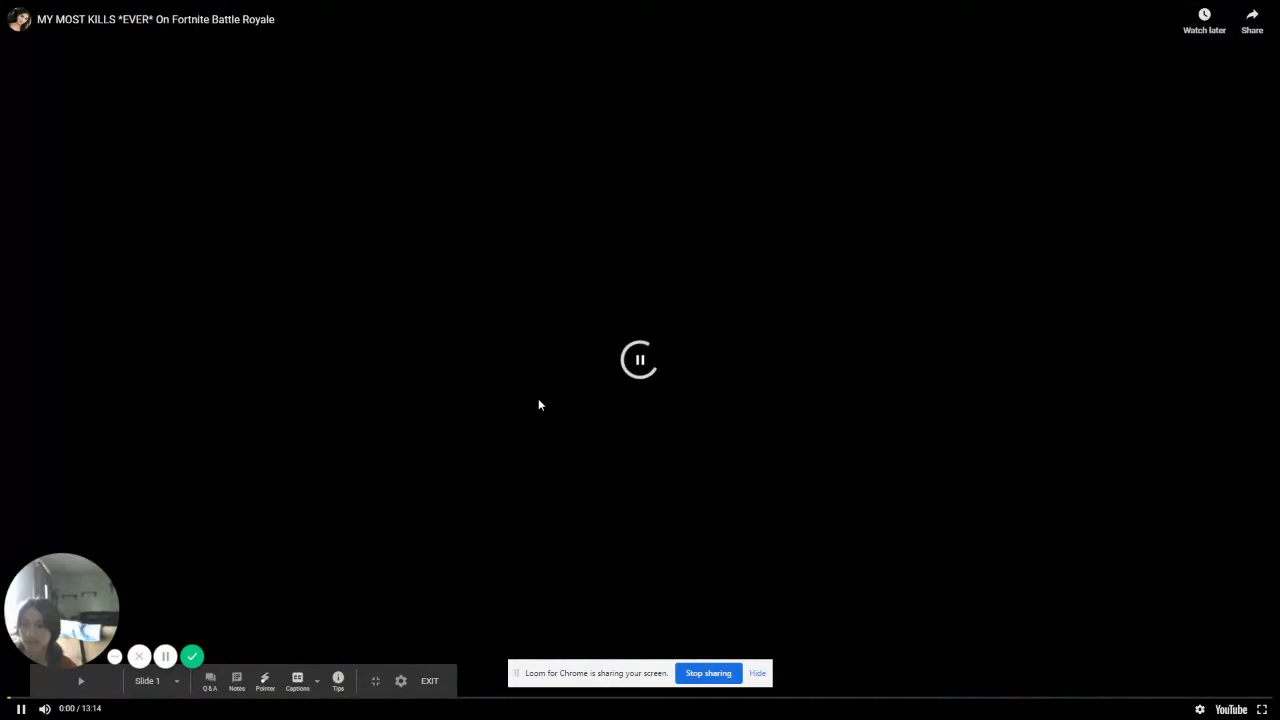 MY MOST KILLS *EVER* On Fortnite Battle Royale
Watch later
Share
Loom for Chrome is sharing your screen.
Stop sharing
Hide
Slide 1
Q & A
Notes
Pointer
Captions
Tips
EXIT
0:00 / 13:14
YouTube